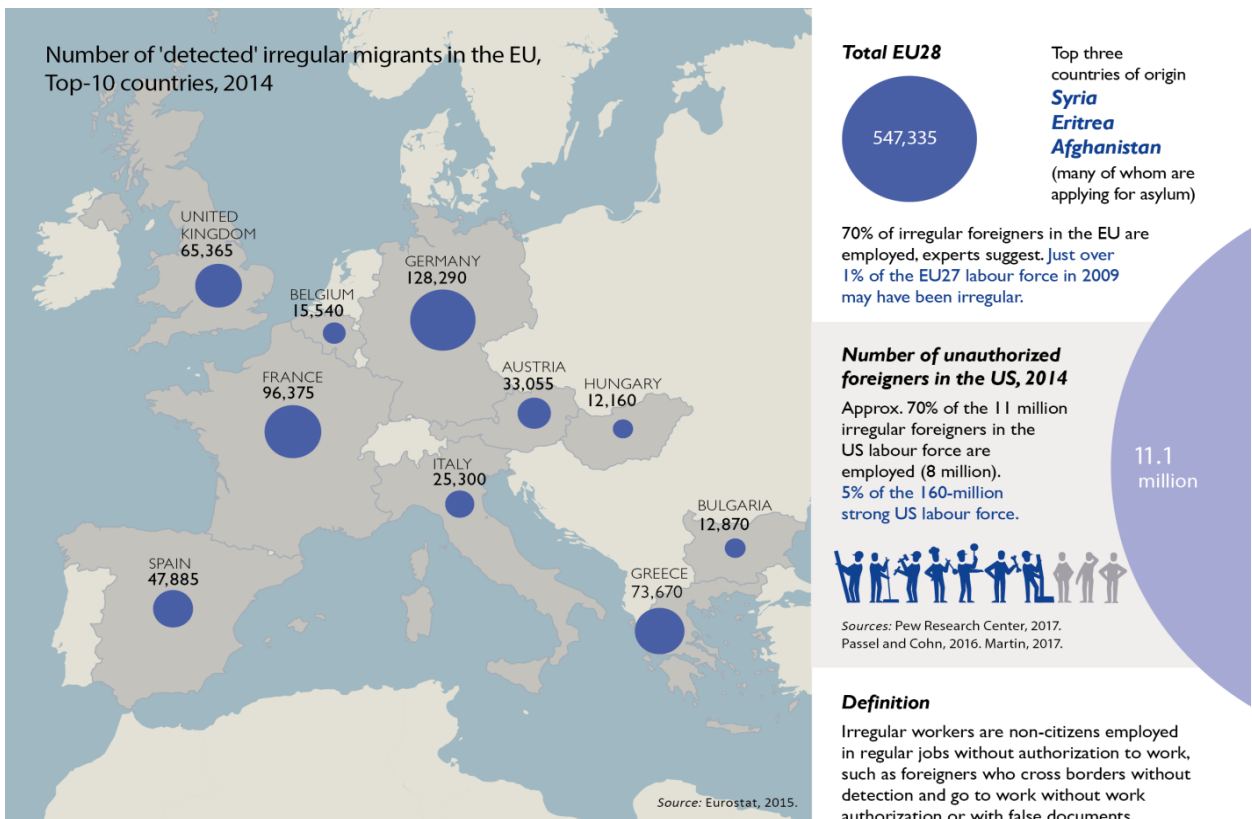 Number of 'detected' irregular migrants in the EU,
Top-10 countries, 2014
UNITED
KINGDOM
65,365
BELGIUM
15,540
GERMANY
128,290
FRANCE
96,375
AUSTRIA
33,055
HUNGARY
12,160
ITALY
25,300
BULGARIA
12,870
SPAIN
47,885
GREECE
73,670
Source: Eurostat, 2015.
Total EU28
547,335
Top three
countries of origin
Syria
Eritrea
Afghanistan
(many of whom are
applying for asylum)
70% of irregular foreigners in the EU are
employed, experts suggest. Just over
1% of the EU27 labour force in 2009
may have been irregular.
Number of unauthorized
foreigners in the US, 2014
Approx. 70% of the 11 million
irregular foreigners in the
US labour force are
employed (8 million).
5% of the 160-million
strong US labour force.
11.1
million
Sources: Pew Research Center, 2017.
Passel and Cohn, 2016. Martin, 2017.
Definition
Irregular workers are non-citizens employed
in regular jobs without authorization to work,
such as foreigners who cross borders without
detection and go to work without work
authorization or with false documents